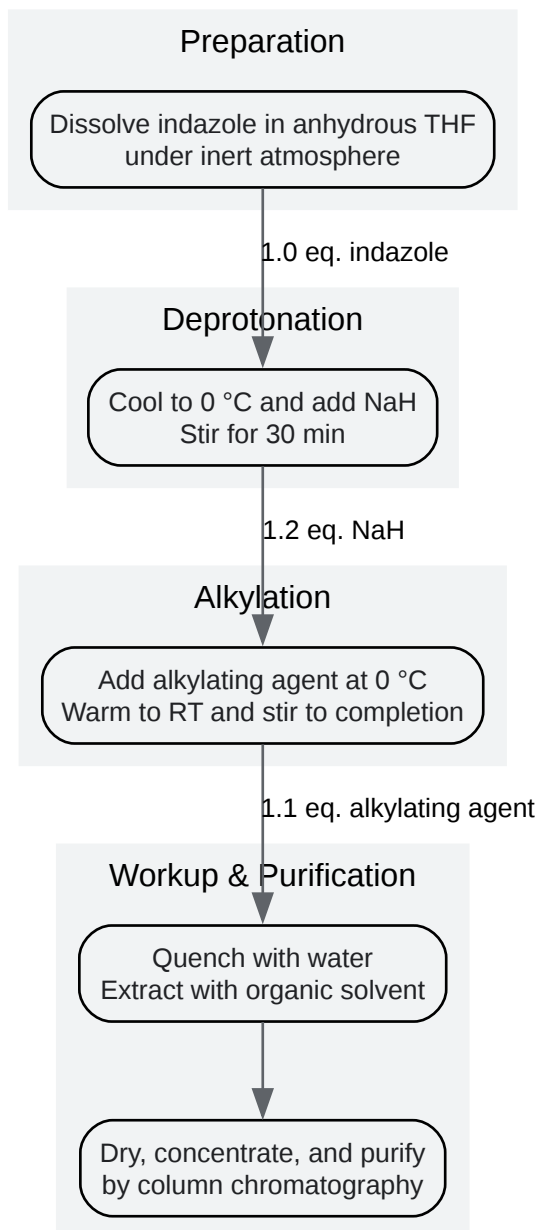 Preparation
Dissolve indazole in anhydrous THF
under inert atmosphere
1.0 eq. indazole
Deprotonation
Cool to 0 °C and add NaH
Stir for 30 min
1.2 eq. NaH
Alkylation
Add alkylating agent at 0 °C
Warm to RT and stir to completion
1.1 eq. alkylating agent
Workup & Purification
Quench with water
Extract with organic solvent
Dry, concentrate, and purify
by column chromatography